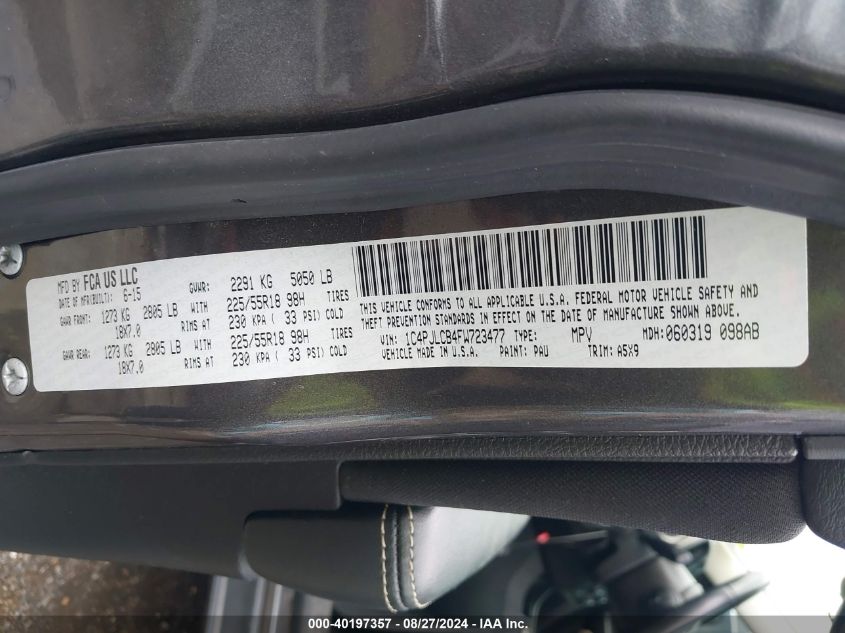 MFD BY FCA US LLC
DATE OF MFR(BUILT): 6-15 GVWR: 2291 KG 5050 LB
GAWR FRONT: 1273 KG 2805 LB WITH 225/55R18 98H TIRES
18X7.0 RIMS AT 230 KPA ( 33 PSI) COLD
GAWR REAR: 1273 KG 2805 LB WITH 225/55R18 98H TIRES
18X7.0 RIMS AT 230 KPA ( 33 PSI) COLD
THIS VEHICLE CONFORMS TO ALL APPLICABLE U.S.A. FEDERAL MOTOR VEHICLE SAFETY AND
THEFT PREVENTION STANDARDS IN EFFECT ON THE DATE OF MANUFACTURE SHOWN ABOVE.
VIN: 1C4PJLCB4FW723477 TYPE: MPV MDH: 060319 098AB
VEHICLE MADE IN U.S.A. PAINT: PAU TRIM: A5X9
000-40197357 - 08/27/2024 - IAA Inc.